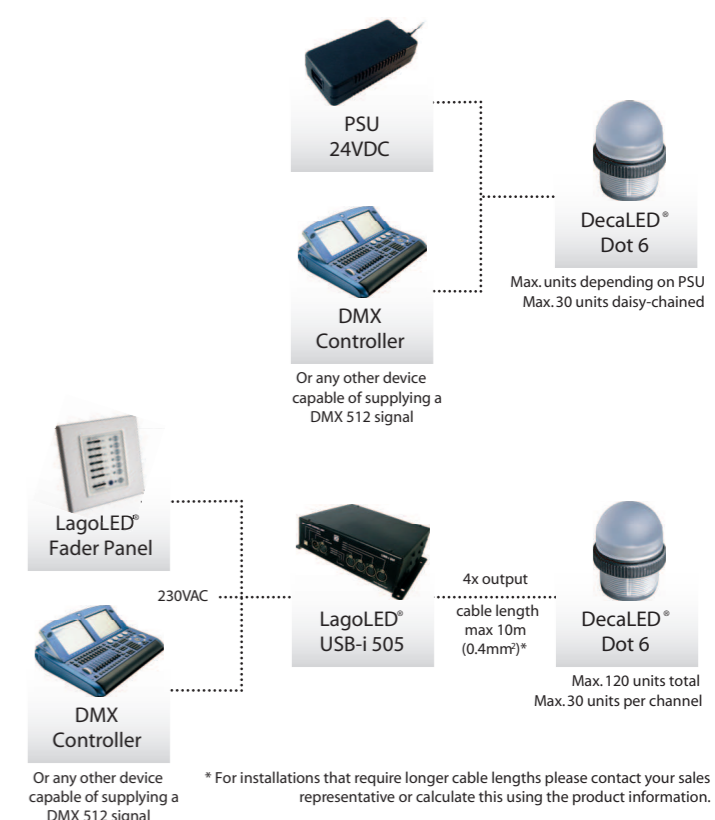 PSU
24VDC
DecaLED®
Dot 6
Max. units depending on PSU
Max. 30 units daisy-chained
DMX
Controller
Or any other device
capable of supplying a
DMX 512 signal
LagoLED®
Fader Panel
230VAC
LagoLED®
USB-i 505
4x output
cable length
max 10m
(0.4mm²)*
DecaLED®
Dot 6
Max. 120 units total
Max. 30 units per channel
DMX
Controller
Or any other device
capable of supplying a
DMX 512 signal
* For installations that require longer cable lengths please contact your sales
representative or calculate this using the product information.